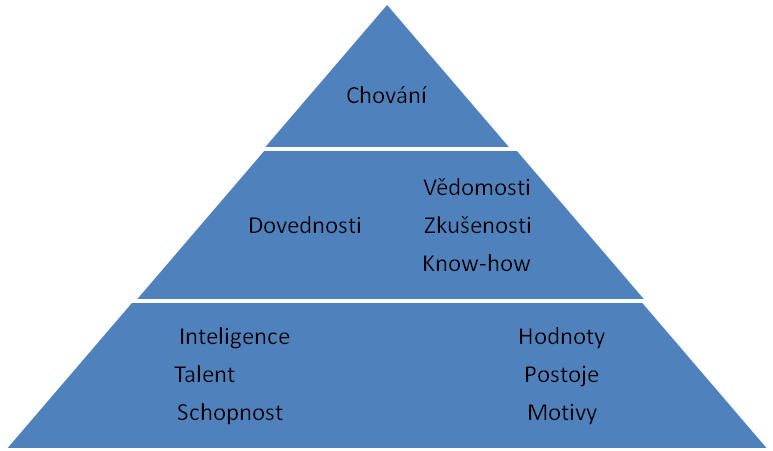 Chování
Dovednosti
Vědomosti
Zkušenosti
Know-how
Inteligence
Talent
Schopnost
Hodnoty
Postoje
Motivy